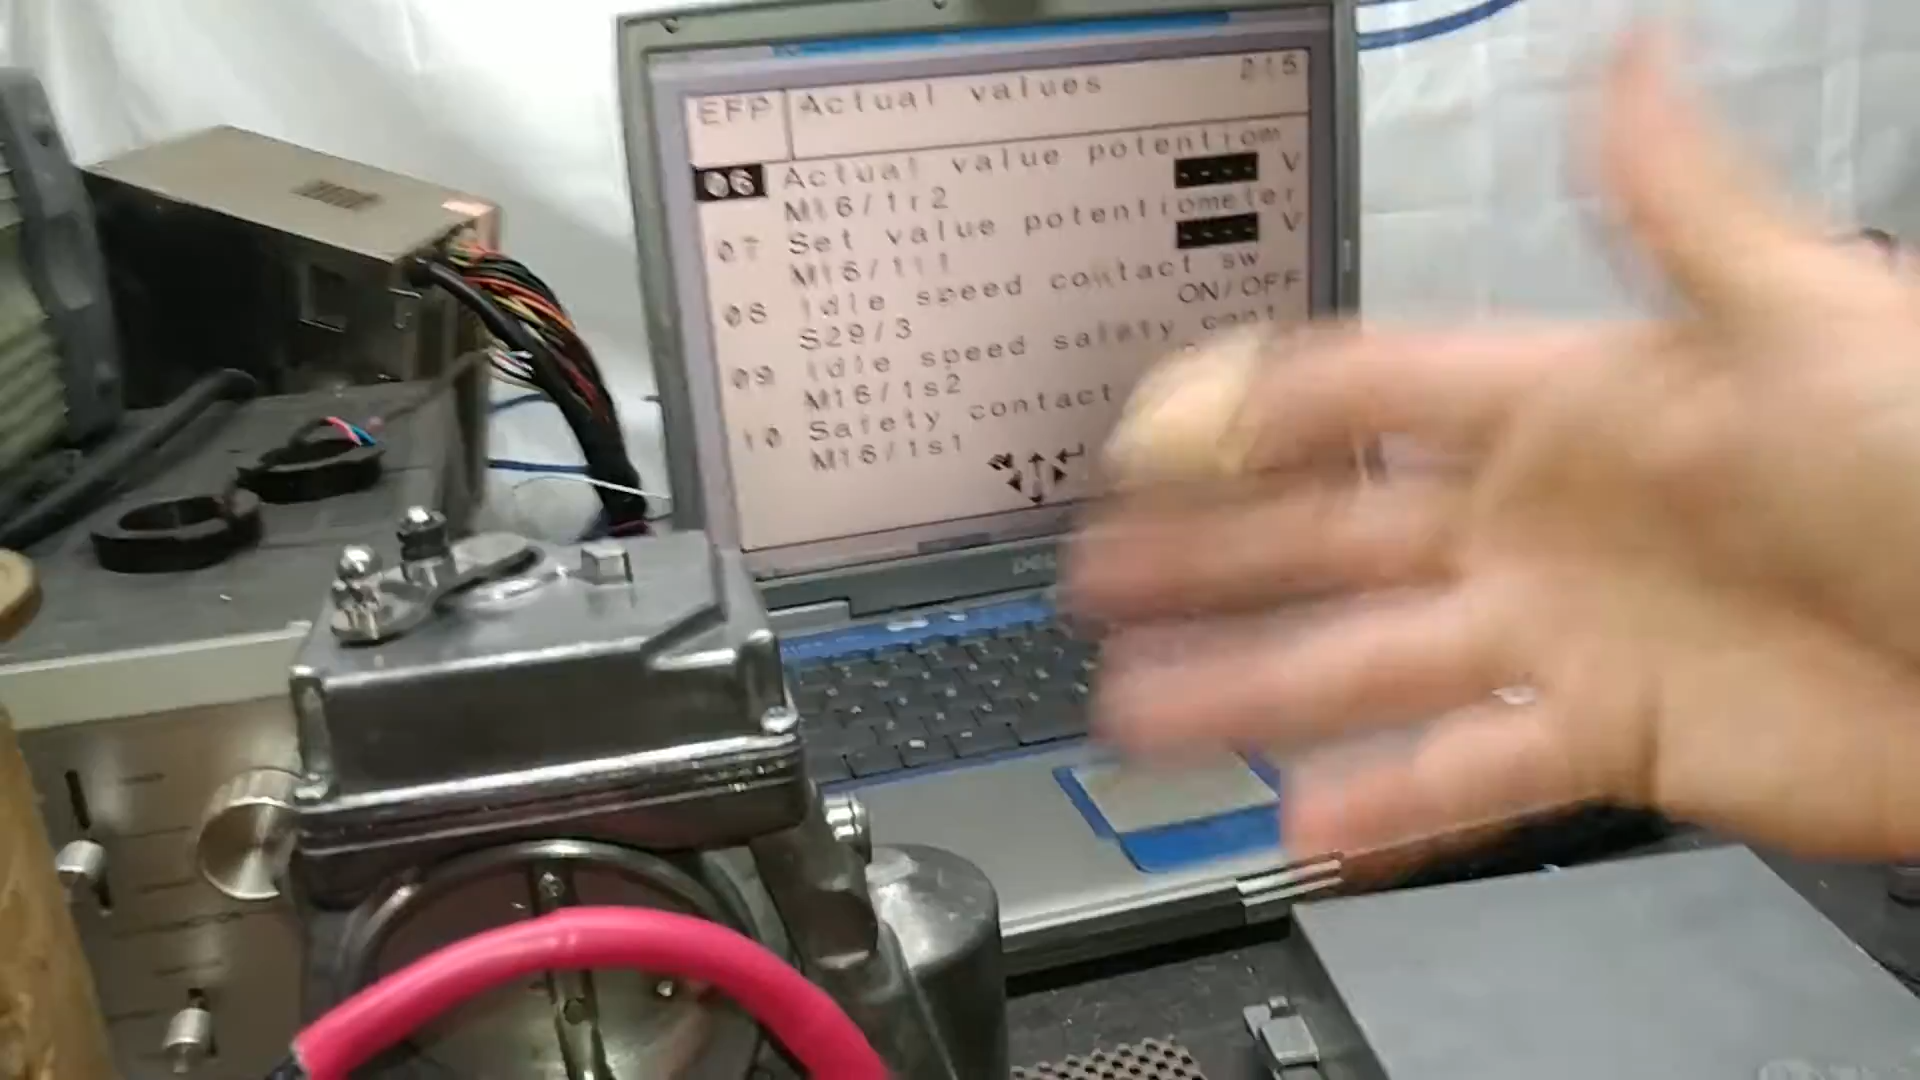 EFP Actual values 2/5
06 Actual value potentiom
M16/1r2 -.-- V
07 Set value potentiometer
M16/1r1 -.-- V
08 Idle speed contact sw
S29/3 ON/OFF
09 Idle speed safety cont
M16/1s2
10 Safety contact
M16/1s1